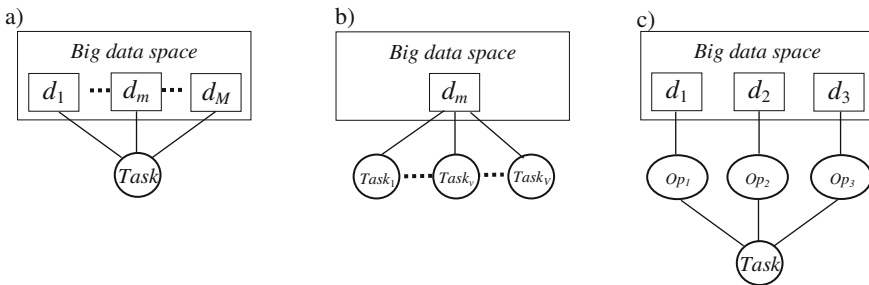 a)
Big data space
d1 dm dM
Task
b)
Big data space
dm
Task1 Taskv TaskV
c)
Big data space
d1 d2 d3
Op1 Op2 Op3
Task